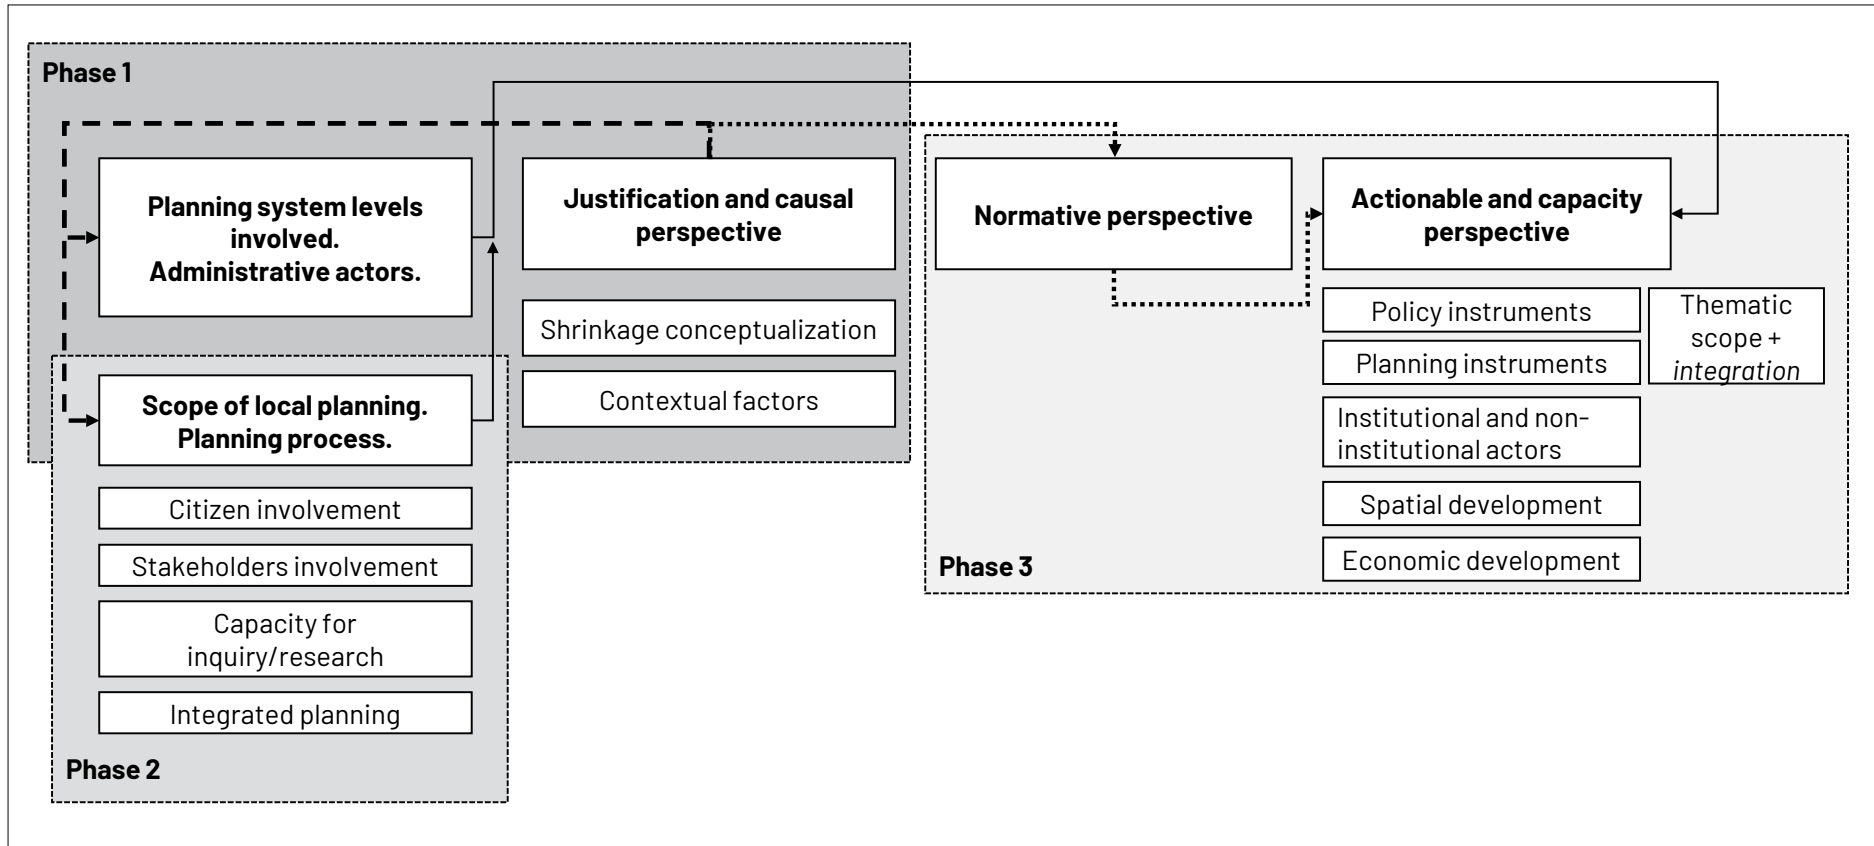 Phase 1
Planning system levels
involved.
Administrative actors.
Justification and causal
perspective
Shrinkage conceptualization
Contextual factors
Scope of local planning.
Planning process.
Citizen involvement
Stakeholders involvement
Capacity for
inquiry/research
Integrated planning
Phase 2
Normative perspective
Actionable and capacity
perspective
Policy instruments
Planning instruments
Institutional and non-
institutional actors
Spatial development
Economic development
Thematic
scope +
integration
Phase 3